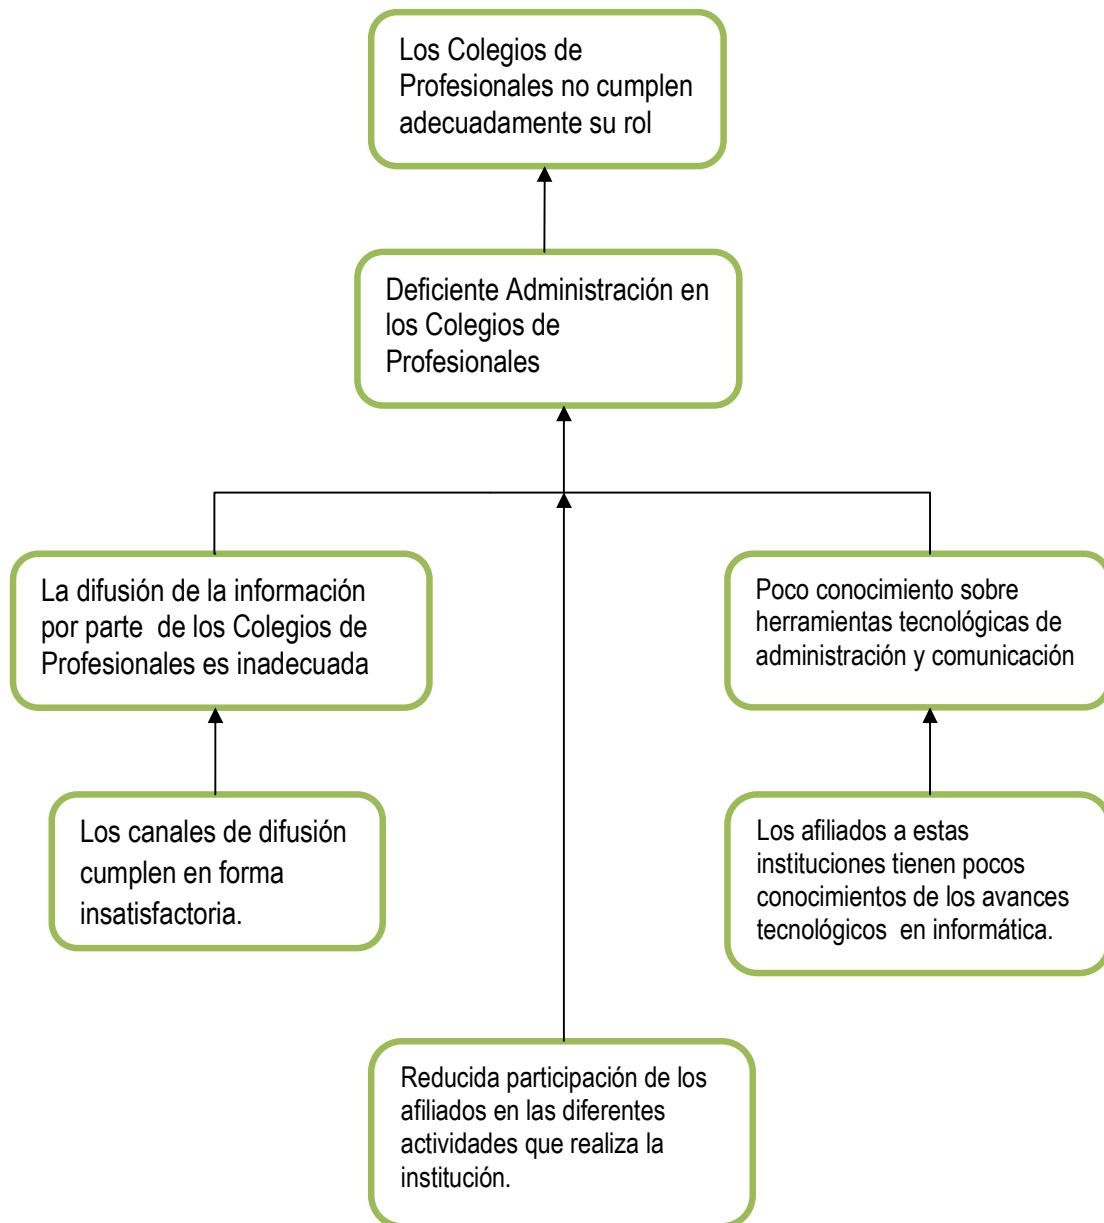 Los Colegios de
Profesionales no cumplen
adecuadamente su rol
Deficiente Administración en
los Colegios de
Profesionales
La difusión de la información
por parte  de los Colegios de
Profesionales es inadecuada
Poco conocimiento sobre
herramientas tecnológicas de
administración y comunicación
Los canales de difusión
cumplen en forma
insatisfactoria.
Los afiliados a estas
instituciones tienen pocos
conocimientos de los avances
tecnológicos  en informática.
Reducida participación de los
afiliados en las diferentes
actividades que realiza la
institución.